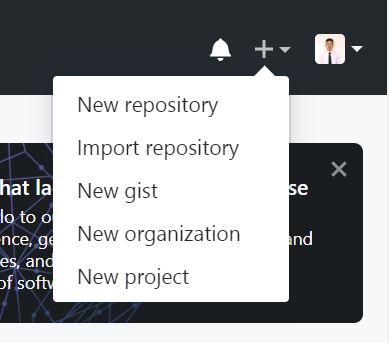 New repository
Import repository
New gist
New organization
New project
hat la
se
lo to o
ence, ge
and
es, and
of softw